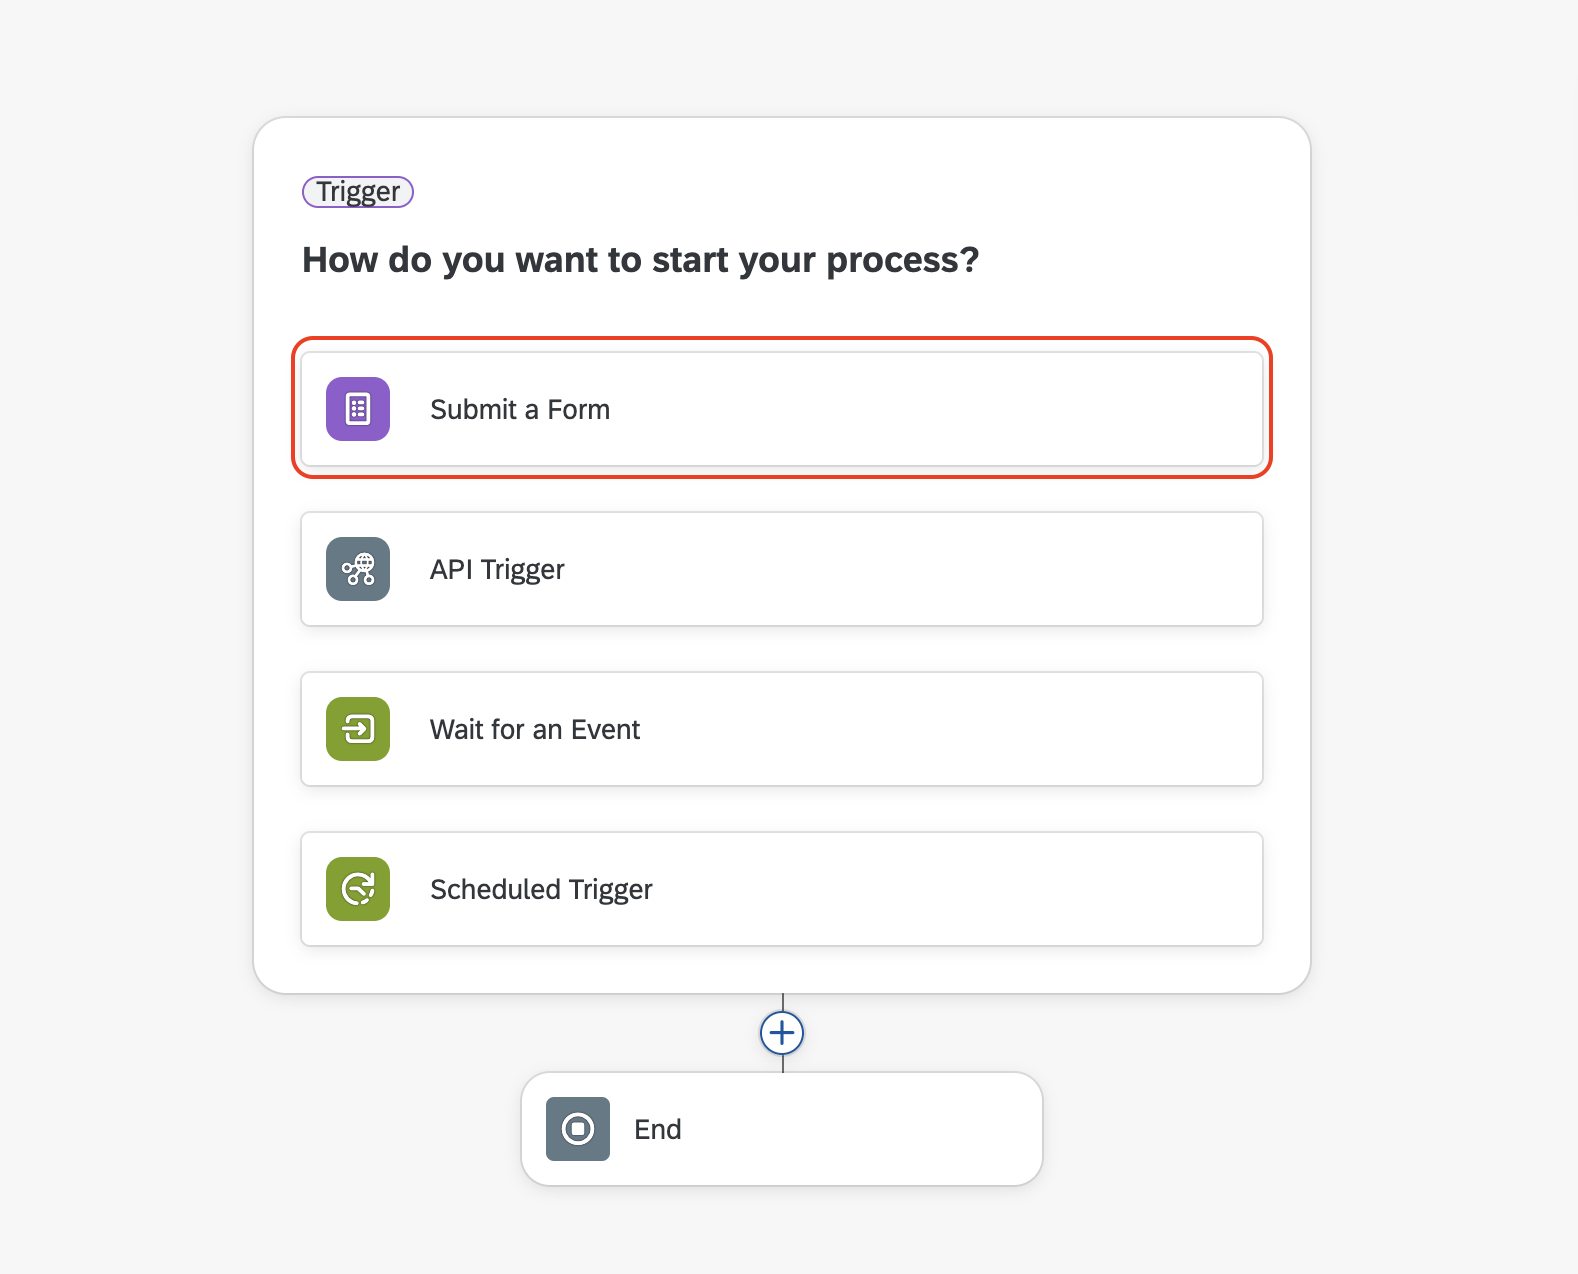 Trigger
How do you want to start your process?
Submit a Form
API Trigger
Wait for an Event
Scheduled Trigger
End